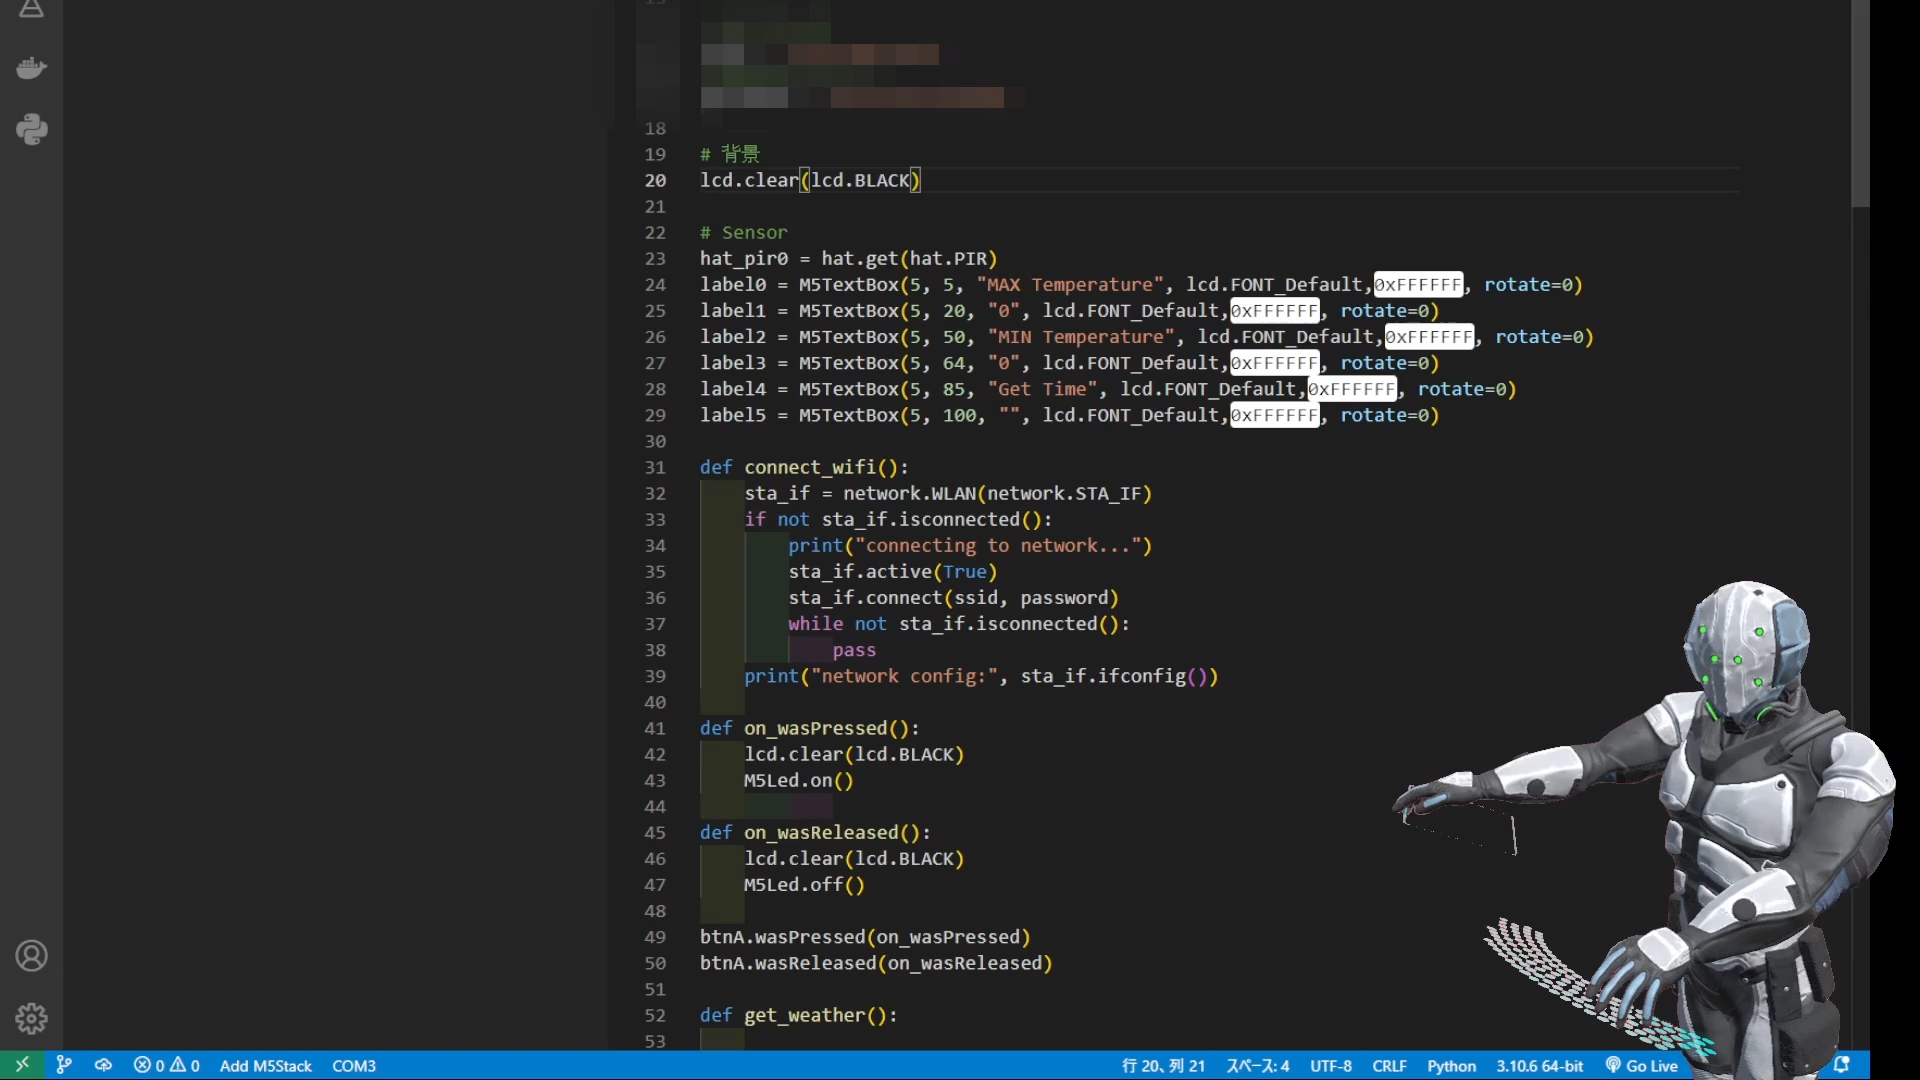 18
19 # 背景
20 lcd.clear(lcd.BLACK)
21
22 # Sensor
23 hat_pir0 = hat.get(hat.PIR)
24 label0 = M5TextBox(5, 5, "MAX Temperature", lcd.FONT_Default,0xFFFFFF, rotate=0)
25 label1 = M5TextBox(5, 20, "0", lcd.FONT_Default,0xFFFFFF, rotate=0)
26 label2 = M5TextBox(5, 50, "MIN Temperature", lcd.FONT_Default,0xFFFFFF, rotate=0)
27 label3 = M5TextBox(5, 64, "0", lcd.FONT_Default,0xFFFFFF, rotate=0)
28 label4 = M5TextBox(5, 85, "Get Time", lcd.FONT_Default,0xFFFFFF, rotate=0)
29 label5 = M5TextBox(5, 100, "", lcd.FONT_Default,0xFFFFFF, rotate=0)
30
31 def connect_wifi():
32     sta_if = network.WLAN(network.STA_IF)
33     if not sta_if.isconnected():
34         print("connecting to network...")
35         sta_if.active(True)
36         sta_if.connect(ssid, password)
37         while not sta_if.isconnected():
38             pass
39     print("network config:", sta_if.ifconfig())
40
41 def on_wasPressed():
42     lcd.clear(lcd.BLACK)
43     M5Led.on()
44
45 def on_wasReleased():
46     lcd.clear(lcd.BLACK)
47     M5Led.off()
48
49 btnA.wasPressed(on_wasPressed)
50 btnA.wasReleased(on_wasReleased)
51
52 def get_weather():
53
0 0 Add M5Stack COM3 行 20、列 21 スペース: 4 UTF-8 CRLF Python 3.10.6 64-bit Go Live